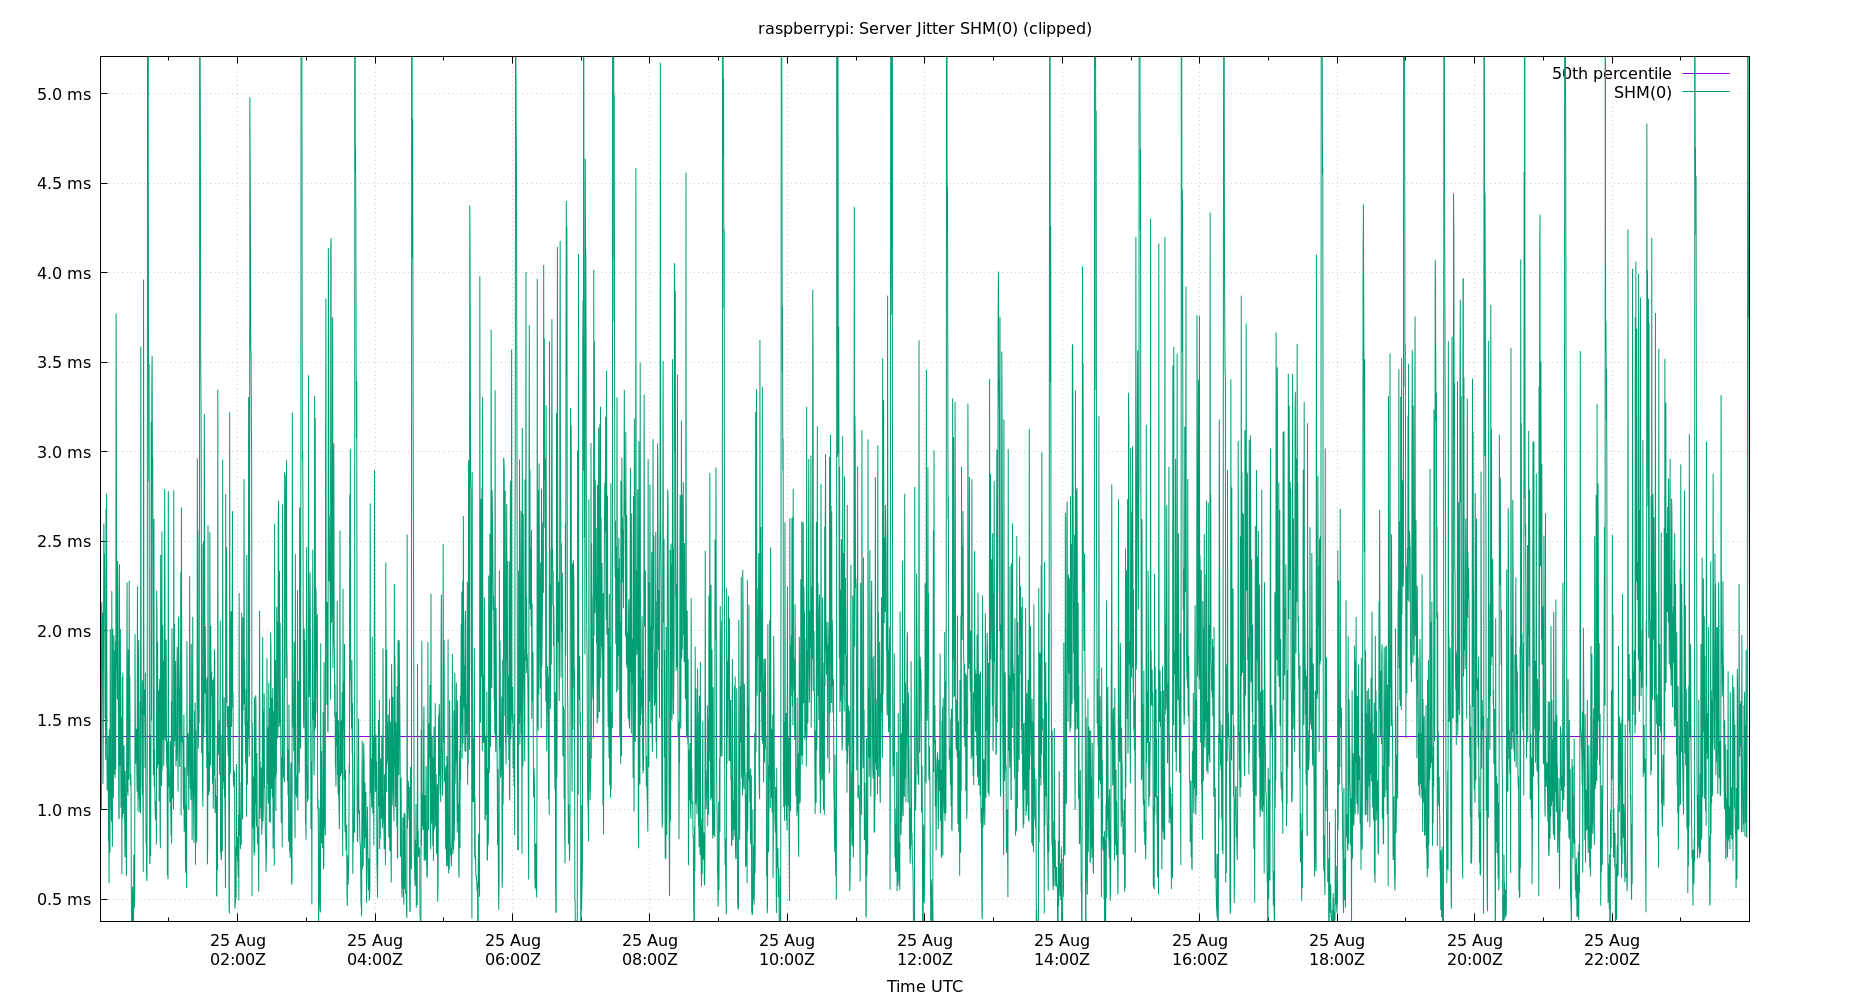 raspberrypi: Server Jitter SHM(0) (clipped)
50th percentile
SHM(0)
5.0 ms
4.5 ms
4.0 ms
3.5 ms
3.0 ms
2.5 ms
2.0 ms
1.5 ms
1.0 ms
0.5 ms
25 Aug 25 Aug 25 Aug 25 Aug 25 Aug 25 Aug 25 Aug 25 Aug 25 Aug 25 Aug 25 Aug
02:00Z 04:00Z 06:00Z 08:00Z 10:00Z 12:00Z 14:00Z 16:00Z 18:00Z 20:00Z 22:00Z
Time UTC